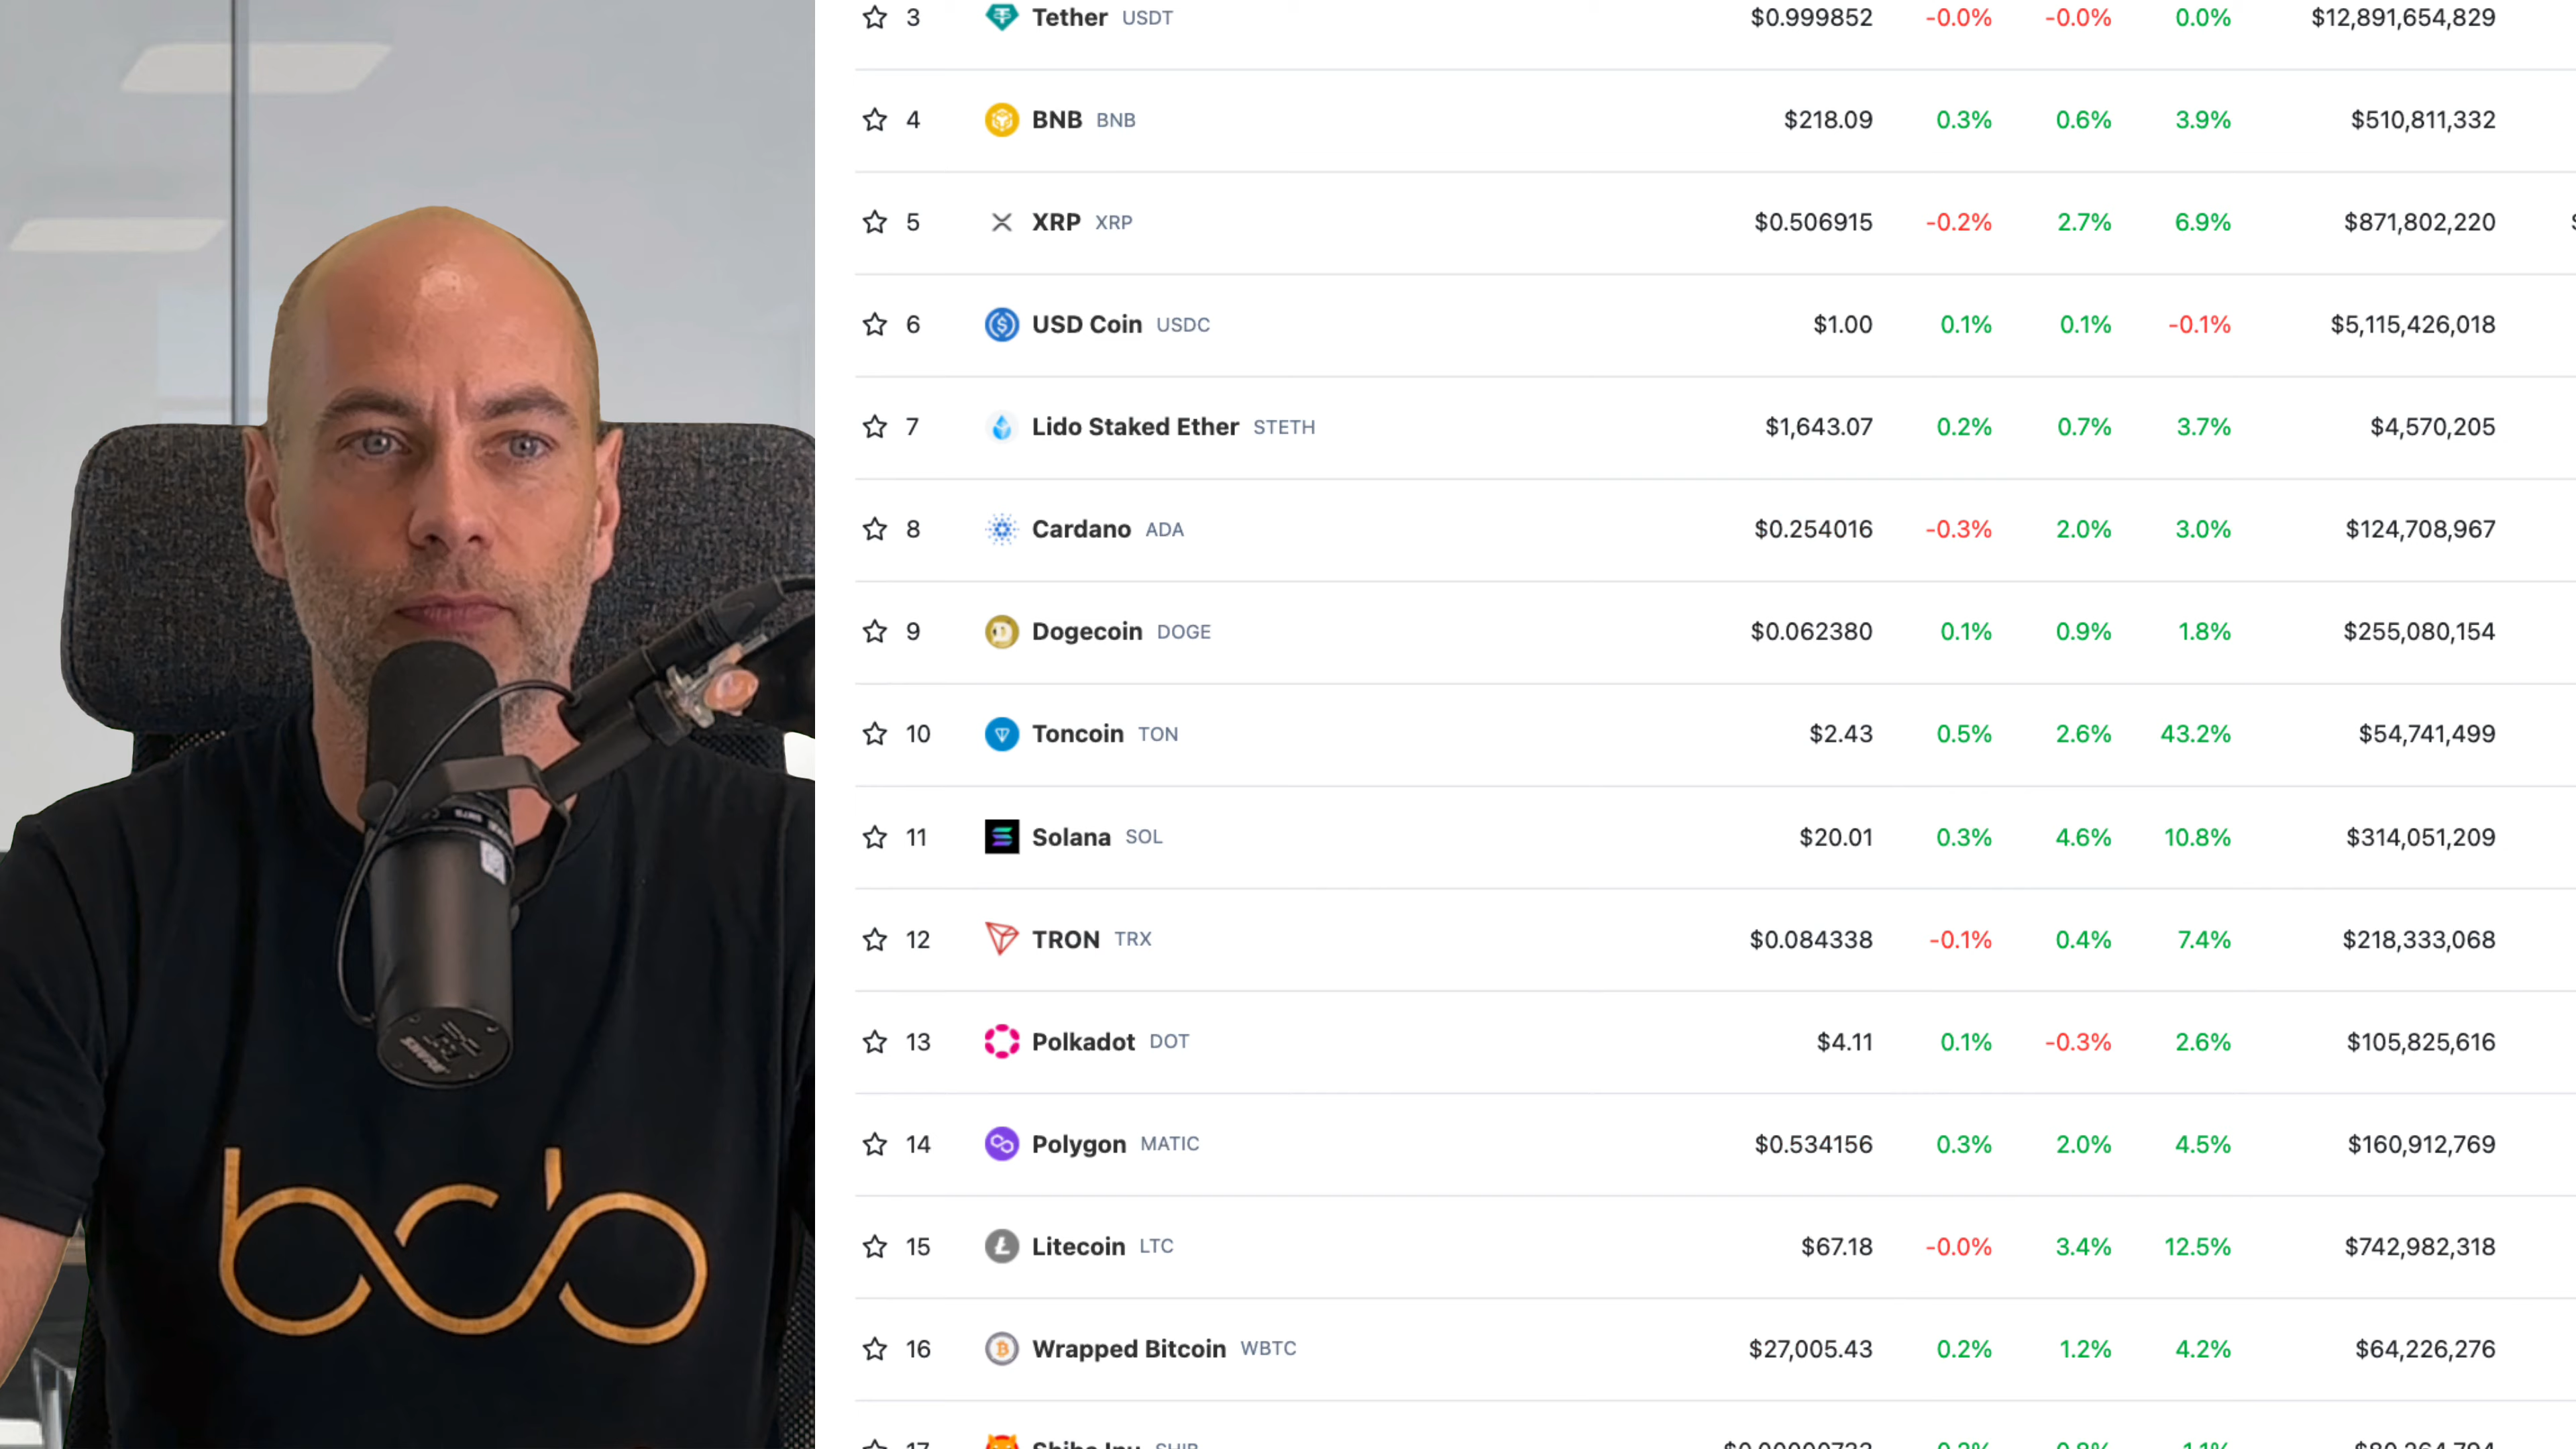 3 Tether USDT $0.999852 -0.0% -0.0% 0.0% $12,891,654,829
4 BNB BNB $218.09 0.3% 0.6% 3.9% $510,811,332
5 XRP XRP $0.506915 -0.2% 2.7% 6.9% $871,802,220
6 USD Coin USDC $1.00 0.1% 0.1% -0.1% $5,115,426,018
7 Lido Staked Ether STETH $1,643.07 0.2% 0.7% 3.7% $4,570,205
8 Cardano ADA $0.254016 -0.3% 2.0% 3.0% $124,708,967
9 Dogecoin DOGE $0.062380 0.1% 0.9% 1.8% $255,080,154
10 Toncoin TON $2.43 0.5% 2.6% 43.2% $54,741,499
11 Solana SOL $20.01 0.3% 4.6% 10.8% $314,051,209
12 TRON TRX $0.084338 -0.1% 0.4% 7.4% $218,333,068
13 Polkadot DOT $4.11 0.1% -0.3% 2.6% $105,825,616
14 Polygon MATIC $0.534156 0.3% 2.0% 4.5% $160,912,769
15 Litecoin LTC $67.18 -0.0% 3.4% 12.5% $742,982,318
16 Wrapped Bitcoin WBTC $27,005.43 0.2% 1.2% 4.2% $64,226,276
17 Shiba Inu SHIB
bcb